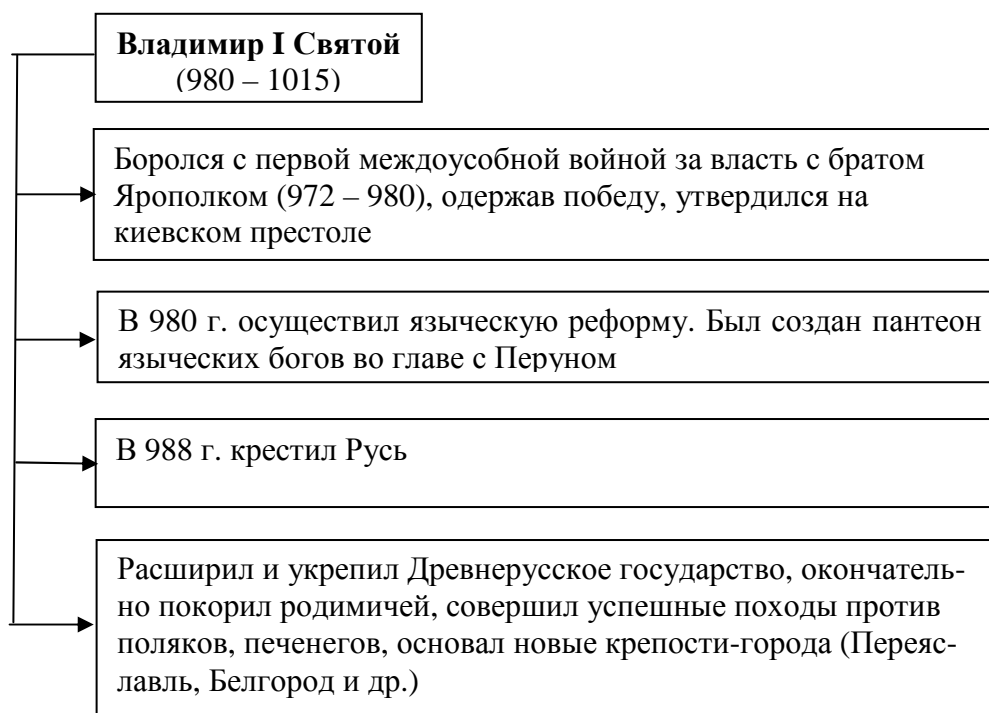 Владимир I Святой
(980 – 1015)
Боролся с первой междоусобной войной за власть с братом
Ярополком (972 – 980), одержав победу, утвердился на
киевском престоле
В 980 г. осуществил языческую реформу. Был создан пантеон
языческих богов во главе с Перуном
В 988 г. крестил Русь
Расширил и укрепил Древнерусское государство, окончатель-
но покорил родимичей, совершил успешные походы против
поляков, печенегов, основал новые крепости-города (Переяс-
лавль, Белгород и др.)